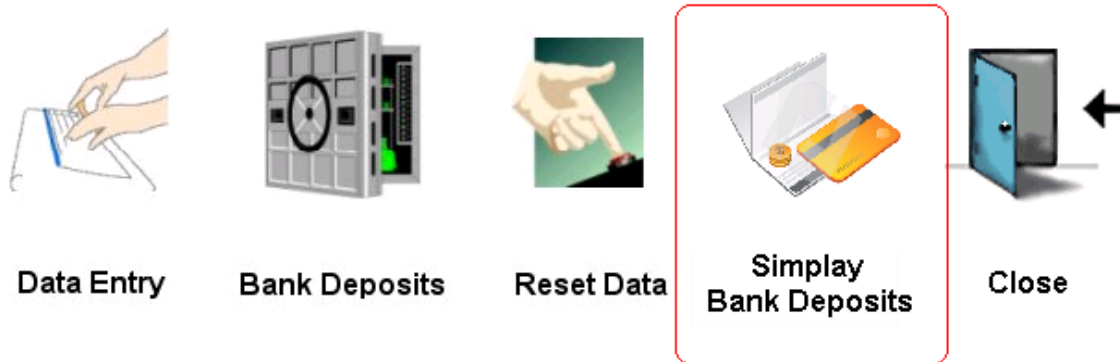 Data Entry
Bank Deposits
Reset Data
Simplay
Bank Deposits
Close